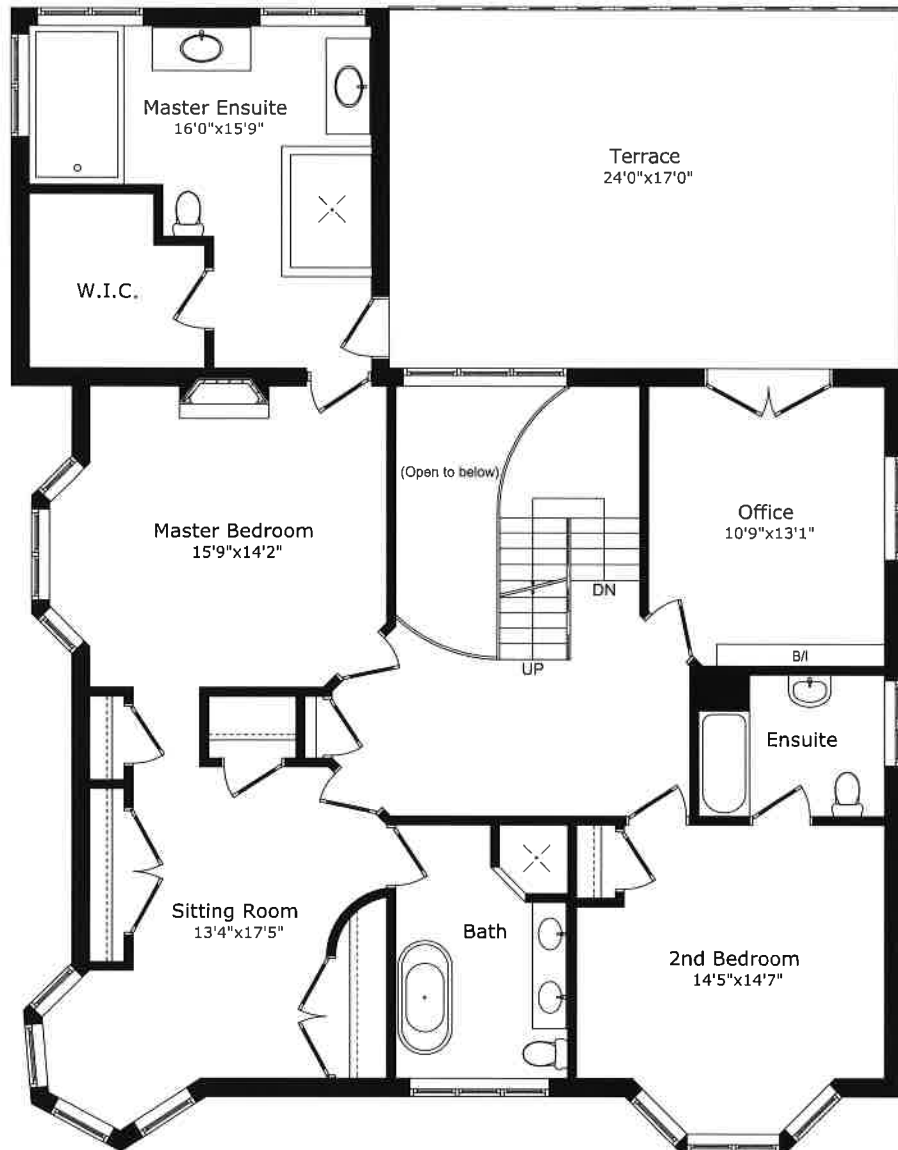 Master Ensuite
16'0"x15'9"
Terrace
24'0"x17'0"
W.I.C.
(Open to below)
Master Bedroom
15'9"x14'2"
Office
10'9"x13'1"
DN
UP
B/I
Ensuite
Sitting Room
13'4"x17'5"
Bath
2nd Bedroom
14'5"x14'7"